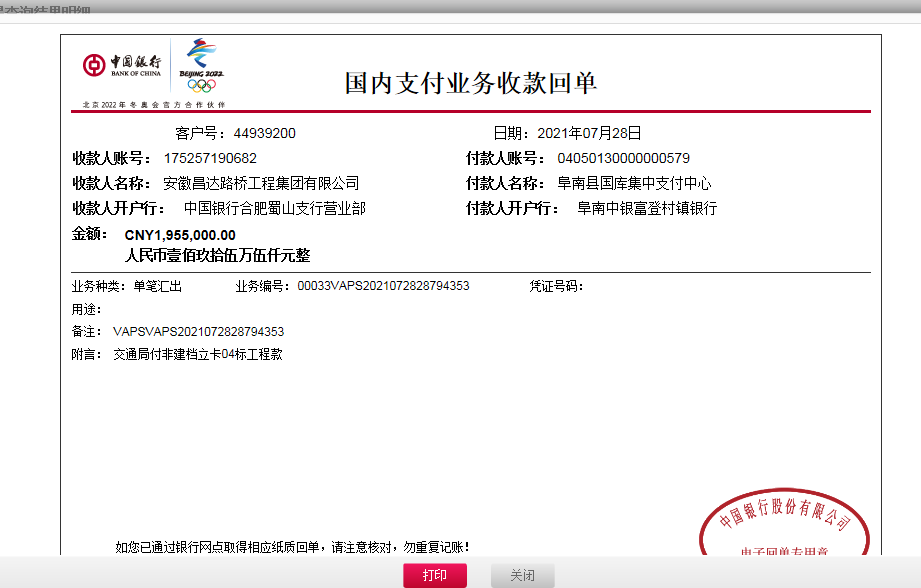 中国银行
BANK OF CHINA
BEIJING 2022
北京2022年冬奥会官方合作伙伴
国内支付业务收款回单
客户号：44939200 日期：2021年07月28日
收款人账号：175257190682 付款人账号：04050130000000579
收款人名称：安徽昌达路桥工程集团有限公司 付款人名称：阜南县国库集中支付中心
收款人开户行：中国银行合肥蜀山支行营业部 付款人开户行：阜南中银富登村镇银行
金额：CNY1,955,000.00
人民币壹佰玖拾伍万伍仟元整
业务种类：单笔汇出 业务编号：00033VAPS2021072828794353 凭证号码：
用途：
备注：VAPSVAPS2021072828794353
附言：交通局付非建档立卡04标工程款
中国银行股份有限公司
电子回单专用章
如您已通过银行网点取得相应纸质回单，请注意核对，勿重复记账！
打印 关闭